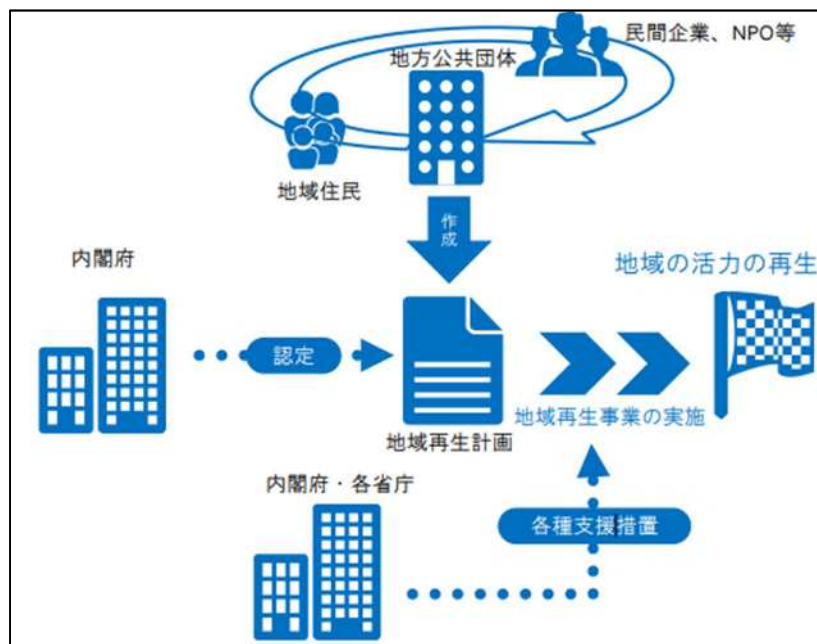 民間企業、NPO等
地方公共団体
地域住民
作成
内閣府
認定
地域再生計画
地域の活力の再生
地域再生事業の実施
内閣府・各省庁
各種支援措置